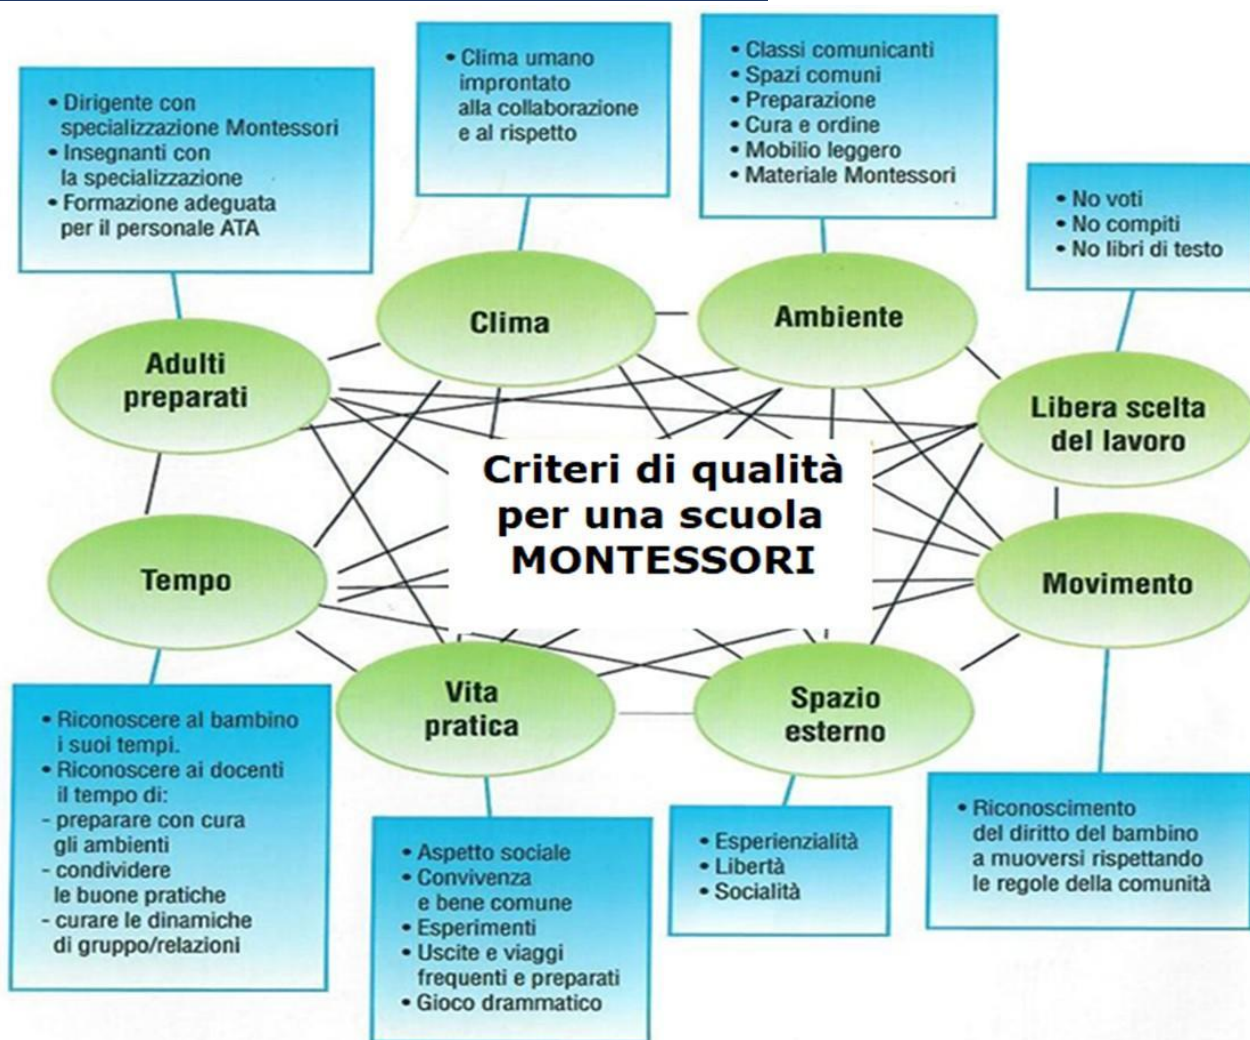 • Dirigente con
specializzazione Montessori
• Insegnanti con
la specializzazione
• Formazione adeguata
per il personale ATA
• Clima umano
improntato
alla collaborazione
e al rispetto
• Classi comunicanti
• Spazi comuni
• Preparazione
• Cura e ordine
• Mobilio leggero
• Materiale Montessori
• No voti
• No compiti
• No libri di testo
Adulti
preparati
Clima
Ambiente
Libera scelta
del lavoro
Criteri di qualità
per una scuola
MONTESSORI
Tempo
Movimento
Vita
pratica
Spazio
esterno
• Riconoscere al bambino
i suoi tempi.
• Riconoscere ai docenti
il tempo di:
- preparare con cura
gli ambienti
- condividere
le buone pratiche
- curare le dinamiche
di gruppo/relazioni
• Aspetto sociale
• Convivenza
e bene comune
• Esperimenti
• Uscite e viaggi
frequenti e preparati
• Gioco drammatico
• Esperienzialità
• Libertà
• Socialità
• Riconoscimento
del diritto del bambino
a muoversi rispettando
le regole della comunità